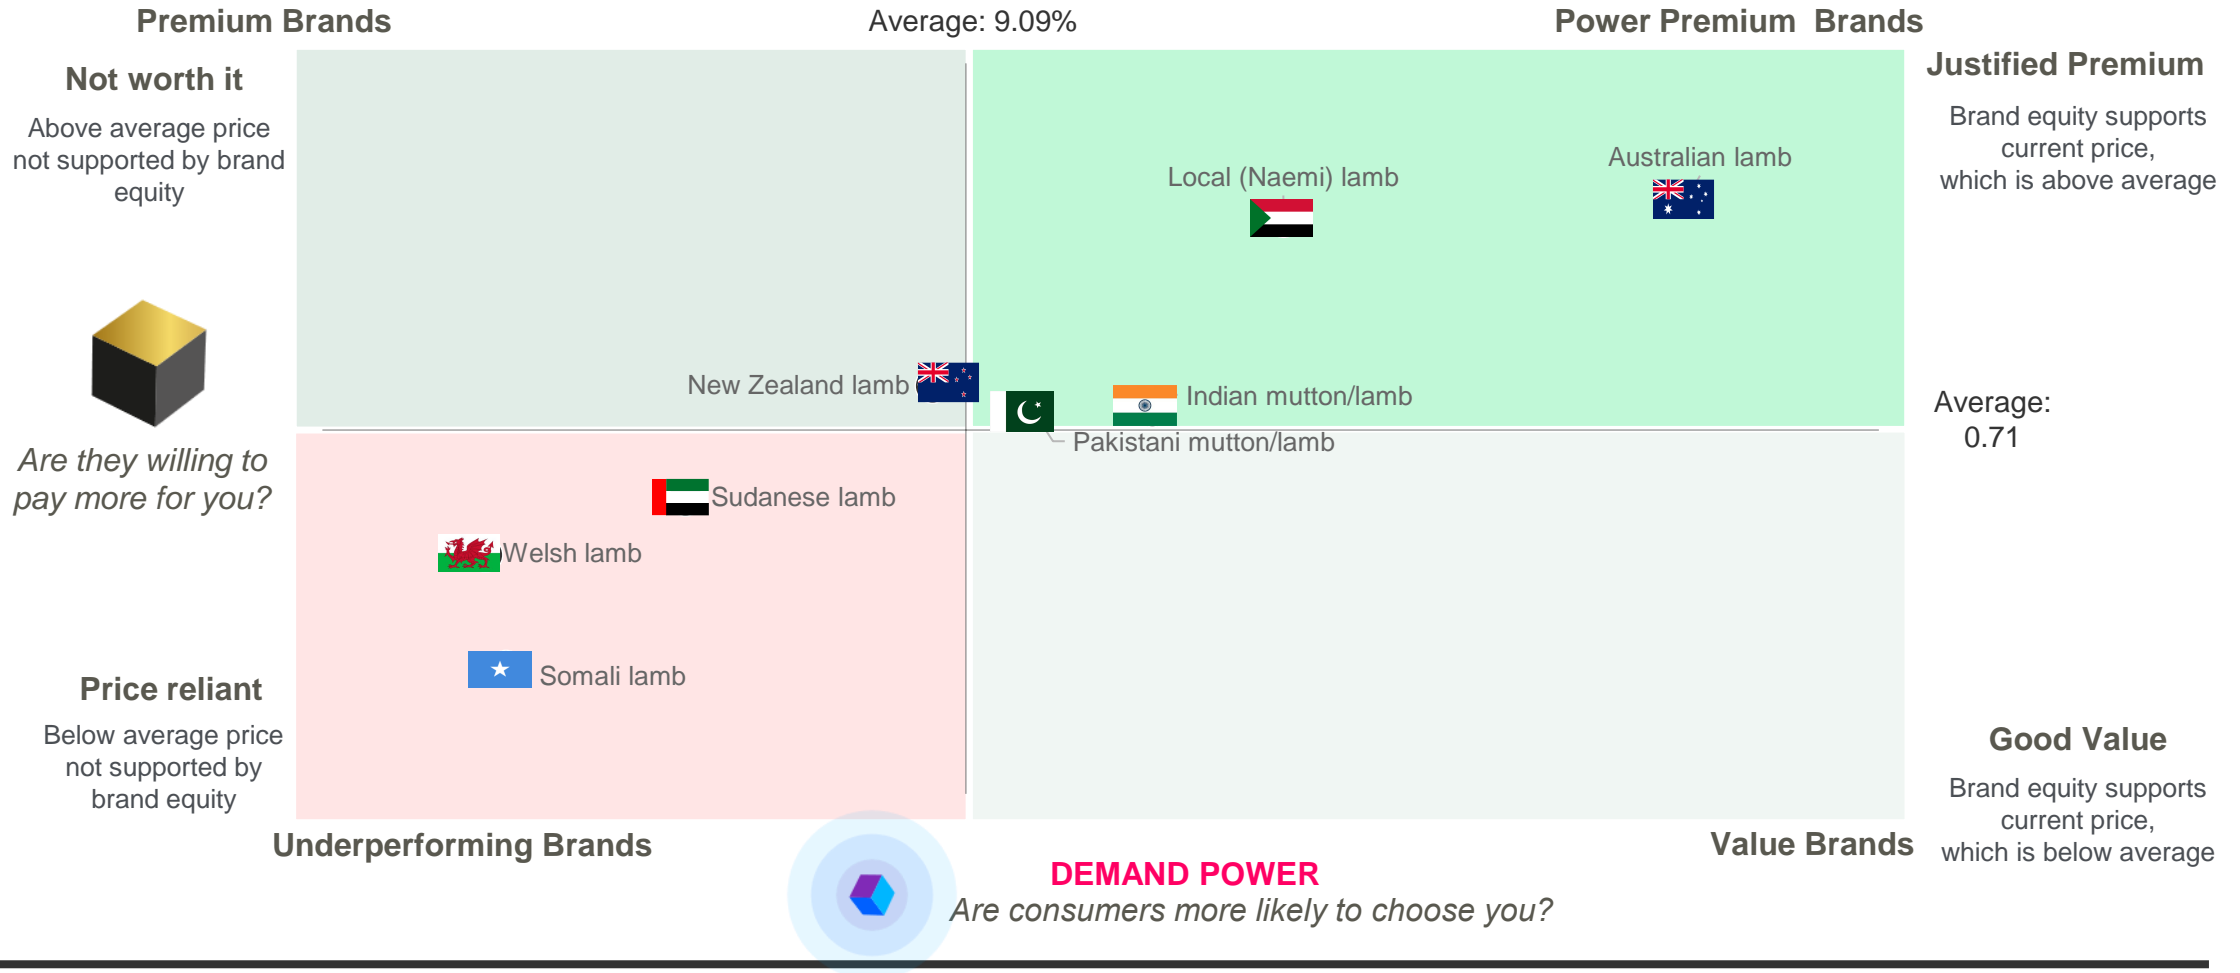 Premium Brands
Average: 9.09%
Power Premium  Brands
Not worth it
Above average price
not supported by brand
equity
Justified Premium
Brand equity supports
current price,
which is above average
Local (Naemi) lamb
Australian lamb
New Zealand lamb
Indian mutton/lamb
Pakistani mutton/lamb
Average:
0.71
Are they willing to
pay more for you?
Sudanese lamb
Welsh lamb
Somali lamb
Price reliant
Below average price
not supported by
brand equity
Good Value
Brand equity supports
current price,
which is below average
Underperforming Brands
Value Brands
DEMAND POWER
Are consumers more likely to choose you?